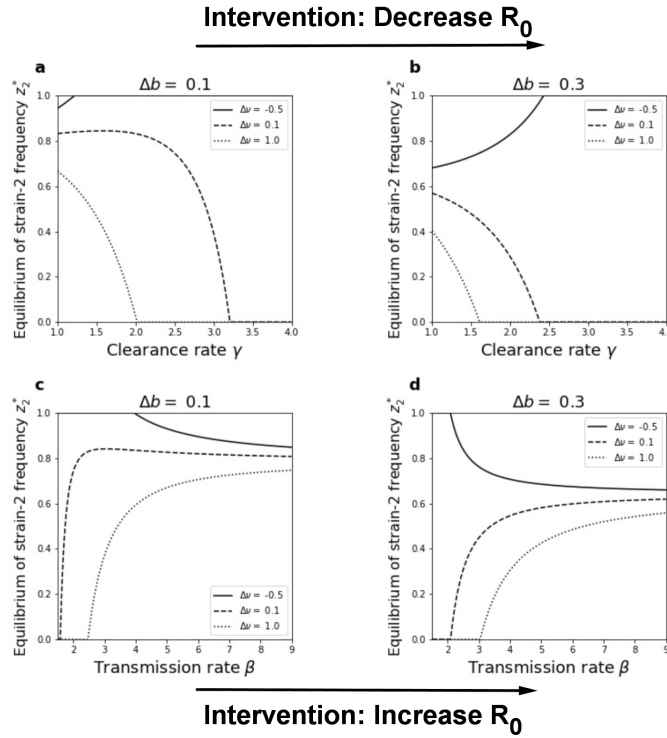 Intervention: Decrease R0
a
b
Δb = 0.1
Δb = 0.3
Equilibrium of strain-2 frequency z2*
1.0
0.8
0.6
0.4
0.2
0.0
Δν = -0.5
Δν = 0.1
Δν = 1.0
1.0 1.5 2.0 2.5 3.0 3.5 4.0
Clearance rate γ
Equilibrium of strain-2 frequency z2*
1.0
0.8
0.6
0.4
0.2
0.0
Δν = -0.5
Δν = 0.1
Δν = 1.0
1.0 1.5 2.0 2.5 3.0 3.5 4.
Clearance rate γ
c
d
Δb = 0.1
Δb = 0.3
Equilibrium of strain-2 frequency z2*
1.0
0.8
0.6
0.4
0.2
0.0
Δν = -0.5
Δν = 0.1
Δν = 1.0
2 3 4 5 6 7 8 9
Transmission rate β
Equilibrium of strain-2 frequency z2*
1.0
0.8
0.6
0.4
0.2
0.0
Δν = -0.5
Δν = 0.1
Δν = 1.0
2 3 4 5 6 7 8 9
Transmission rate β
Intervention: Increase R0